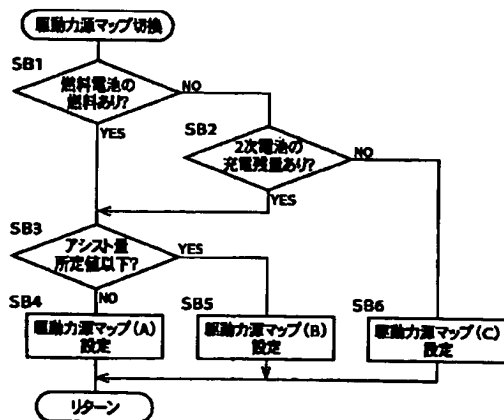 駆動力源マップ切換
SB1
燃料電池の
燃料あり?
NO
YES
SB2
2次電池の
充電残量あり?
NO
YES
SB3
アシスト量
所定値以下?
YES
NO
SB4
駆動力源マップ(A)
設定
SB5
駆動力源マップ(B)
設定
SB6
駆動力源マップ(C)
設定
リターン